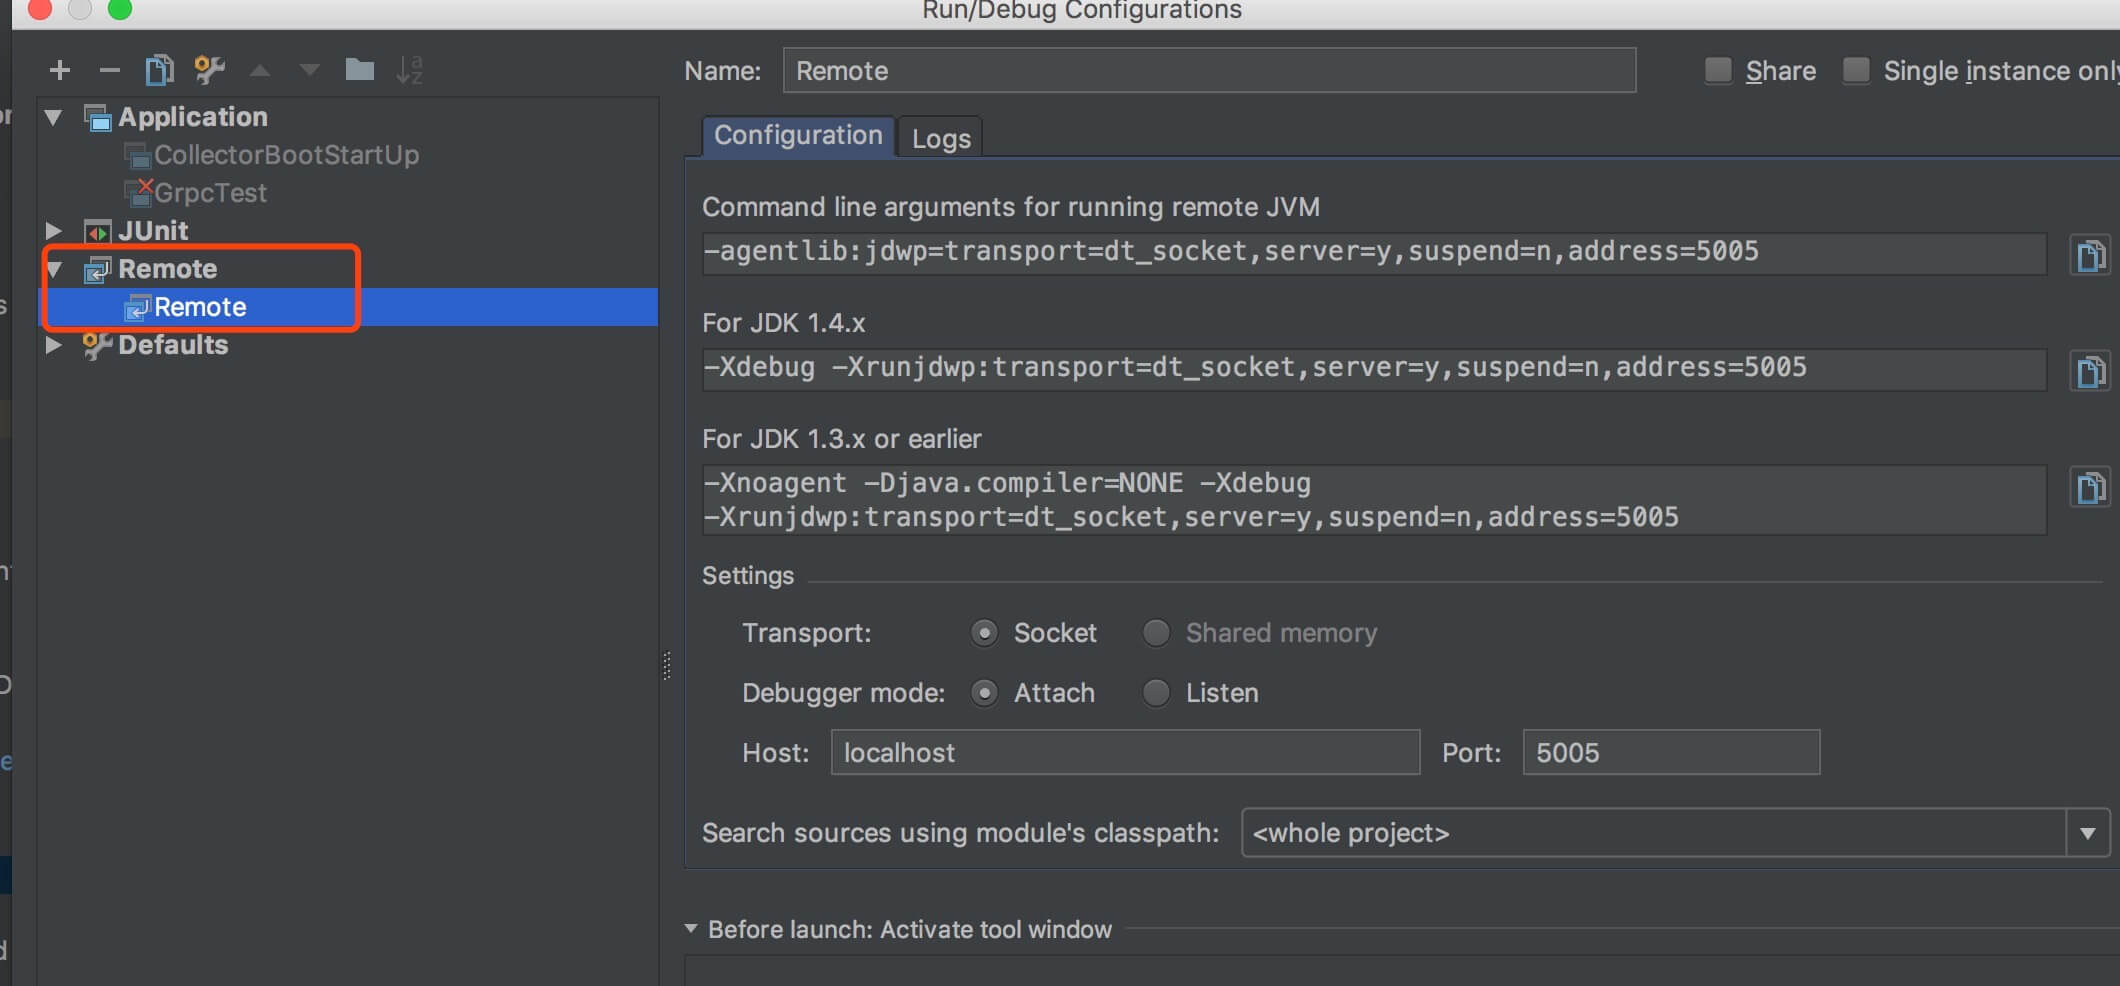 Run/Debug Configurations
Name: Remote Share Single instance only
Application
CollectorBootStartUp
GrpcTest
JUnit
Remote
Remote
Defaults
Configuration Logs
Command line arguments for running remote JVM
-agentlib:jdwp=transport=dt_socket,server=y,suspend=n,address=5005
For JDK 1.4.x
-Xdebug -Xrunjdwp:transport=dt_socket,server=y,suspend=n,address=5005
For JDK 1.3.x or earlier
-Xnoagent -Djava.compiler=NONE -Xdebug
-Xrunjdwp:transport=dt_socket,server=y,suspend=n,address=5005
Settings
Transport: Socket Shared memory
Debugger mode: Attach Listen
Host: localhost Port: 5005
Search sources using module's classpath: <whole project>
Before launch: Activate tool window